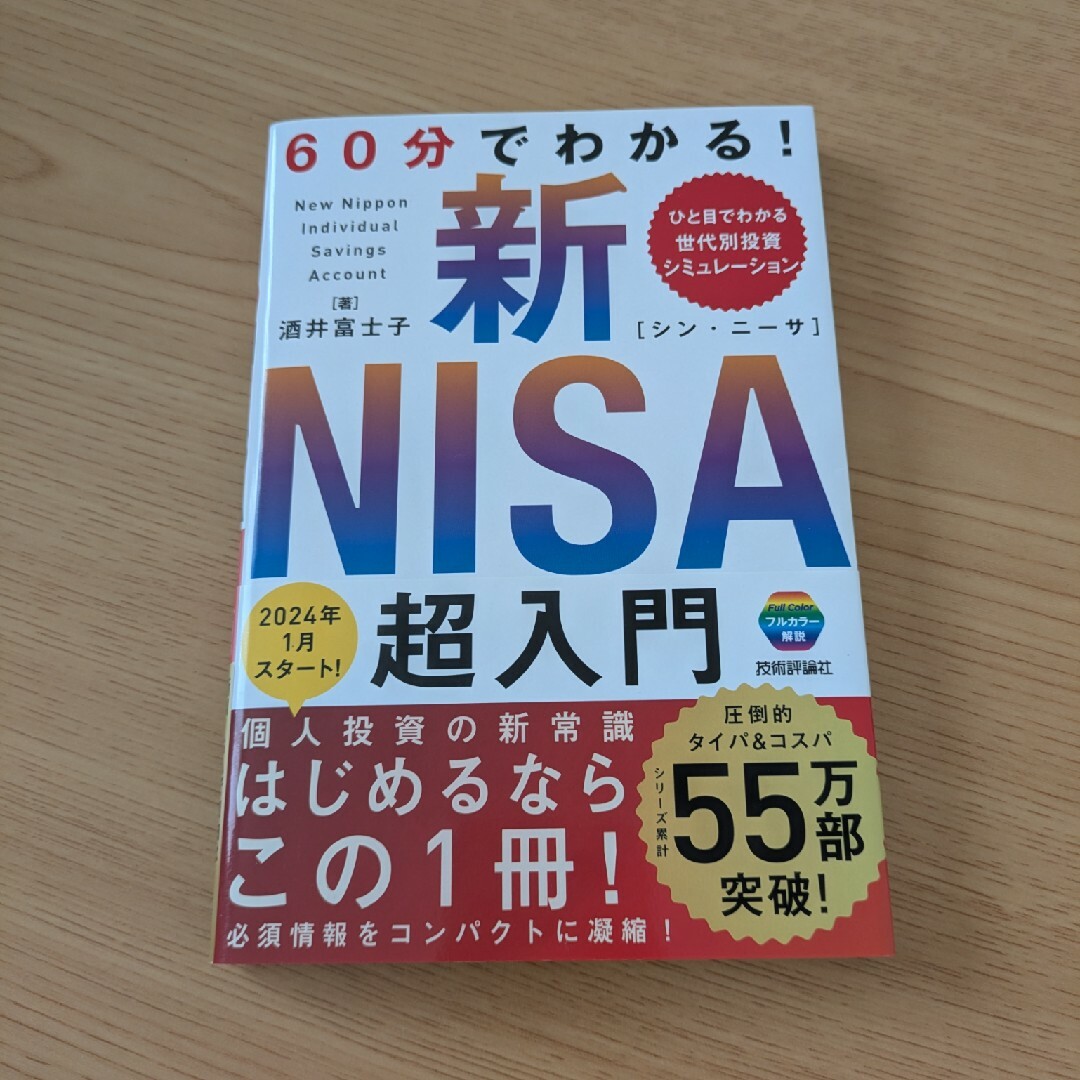 60分でわかる!
New Nippon
Individual
Savings
Account
[著]
酒井富士子
新
ひと目でわかる
世代別投資
シミュレーション
[シン・ニーサ]
NISA
2024年
1月
スタート!
超入門
Full Color
フルカラー
解説
技術評論社
個人投資の新常識
はじめるなら
この1冊!
必須情報をコンパクトに凝縮!
圧倒的
タイパ&コスパ
シリーズ累計
55万部
突破!